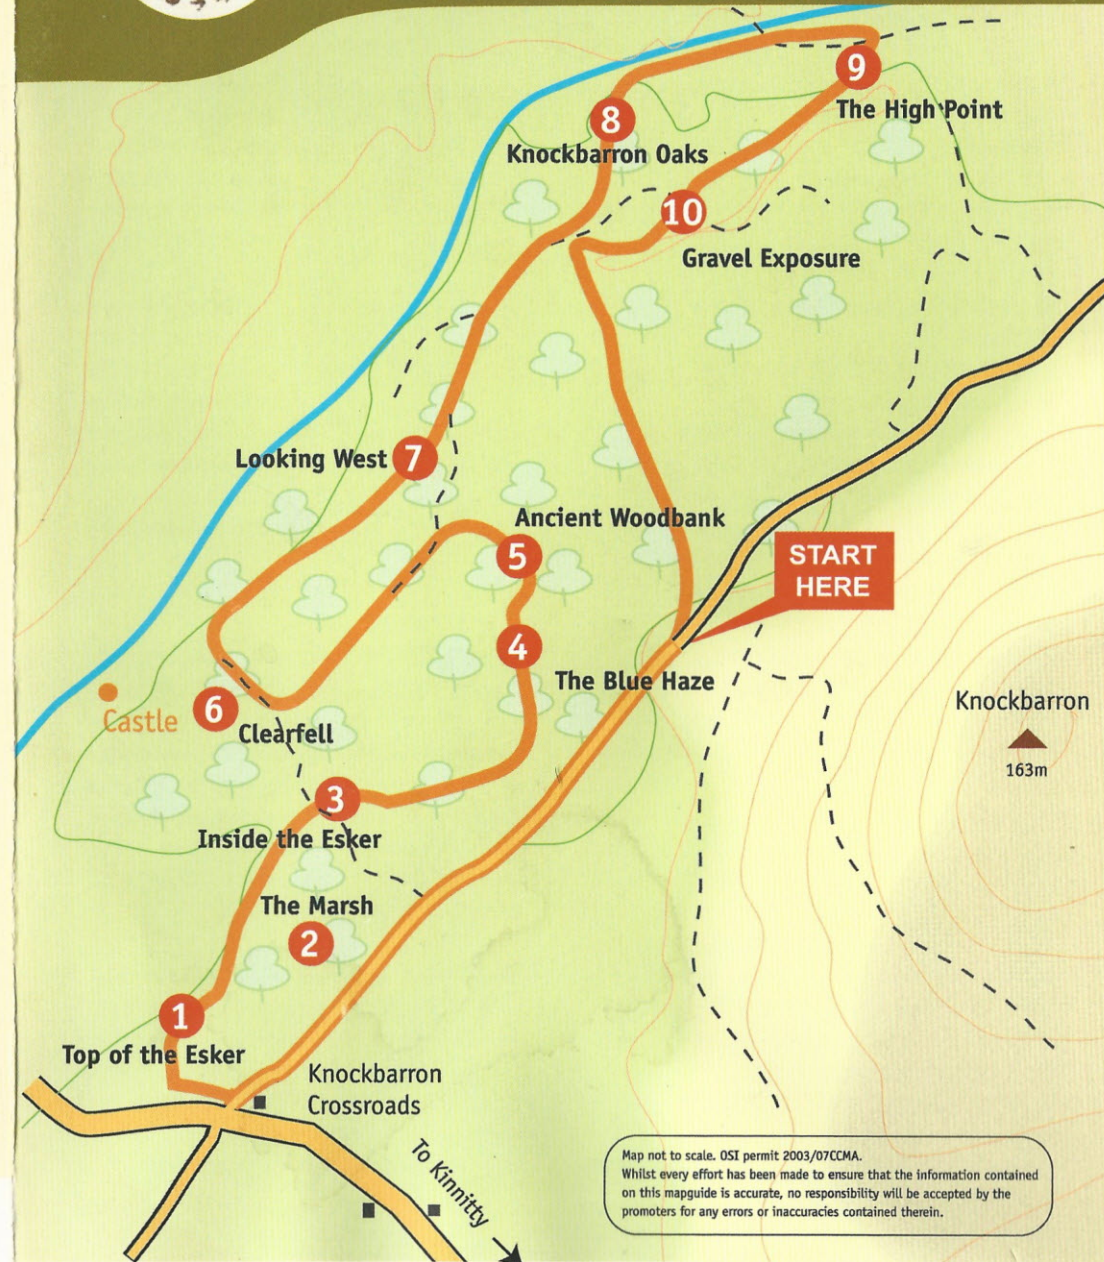 9
The High Point
8
Knockbarron Oaks
10
Gravel Exposure
Looking West
7
Ancient Woodbank
5
START
HERE
4
The Blue Haze
Knockbarron
163m
Castle
6
Clearfell
3
Inside the Esker
The Marsh
2
1
Top of the Esker
Knockbarron
Crossroads
To Kinnitty
Map not to scale. OSI permit 2003/07CCMA.
Whilst every effort has been made to ensure that the information contained
on this mapguide is accurate, no responsibility will be accepted by the
promoters for any errors or inaccuracies contained therein.